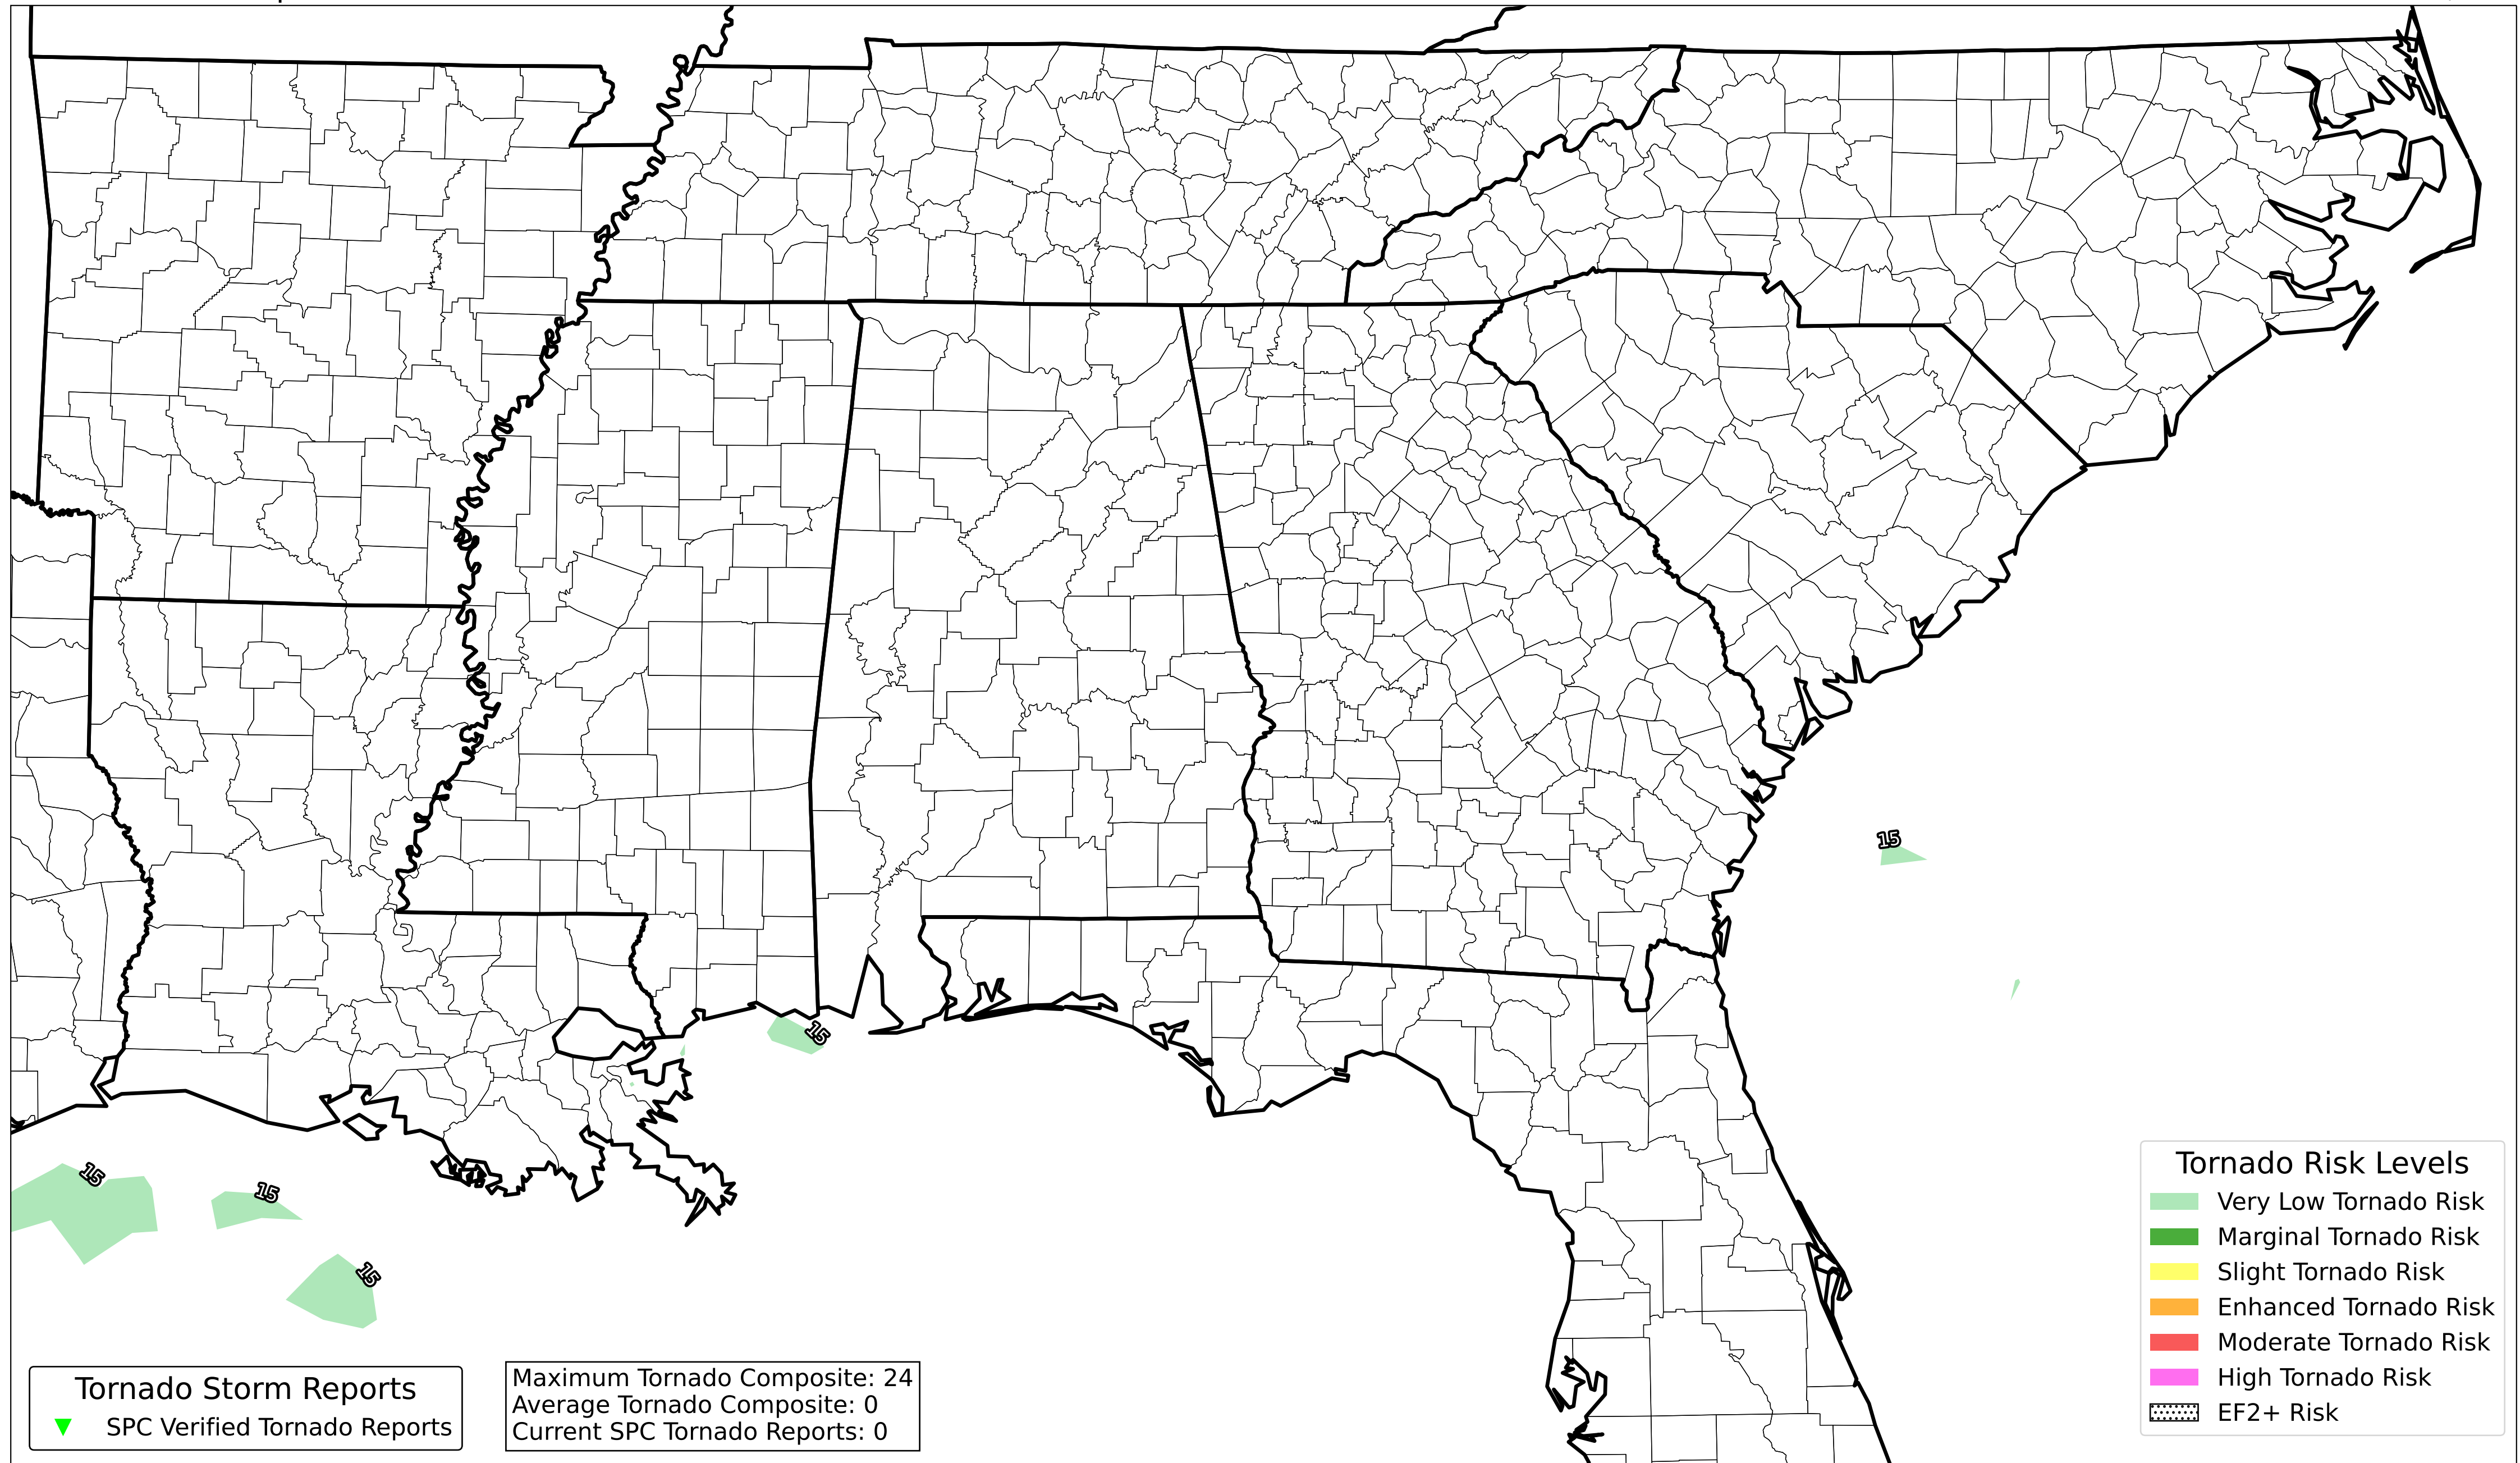 15
15
15
15
15
Tornado Risk Levels
Very Low Tornado Risk
Marginal Tornado Risk
Slight Tornado Risk
Enhanced Tornado Risk
Moderate Tornado Risk
High Tornado Risk
EF2+ Risk
Tornado Storm Reports
SPC Verified Tornado Reports
Maximum Tornado Composite: 24
Average Tornado Composite: 0
Current SPC Tornado Reports: 0